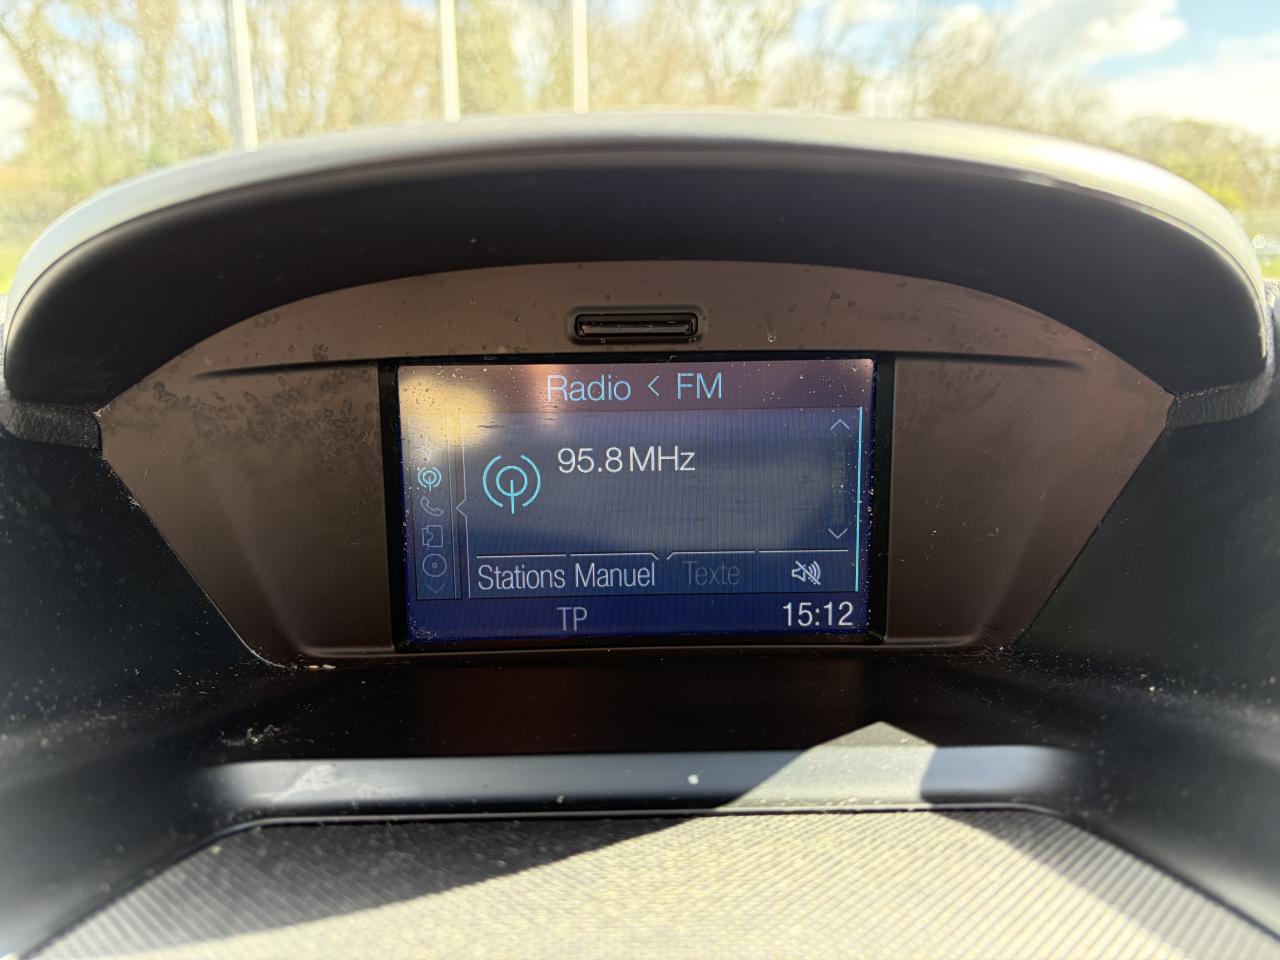 Radio < FM
95.8 MHz
Stations Manuel Texte
TP 15:12